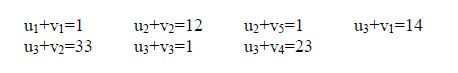 u₁+v₁=1 u₂+v₂=12 u₂+v₅=1 u₃+v₁=14
u₃+v₂=33 u₃+v₃=1 u₃+v₄=23